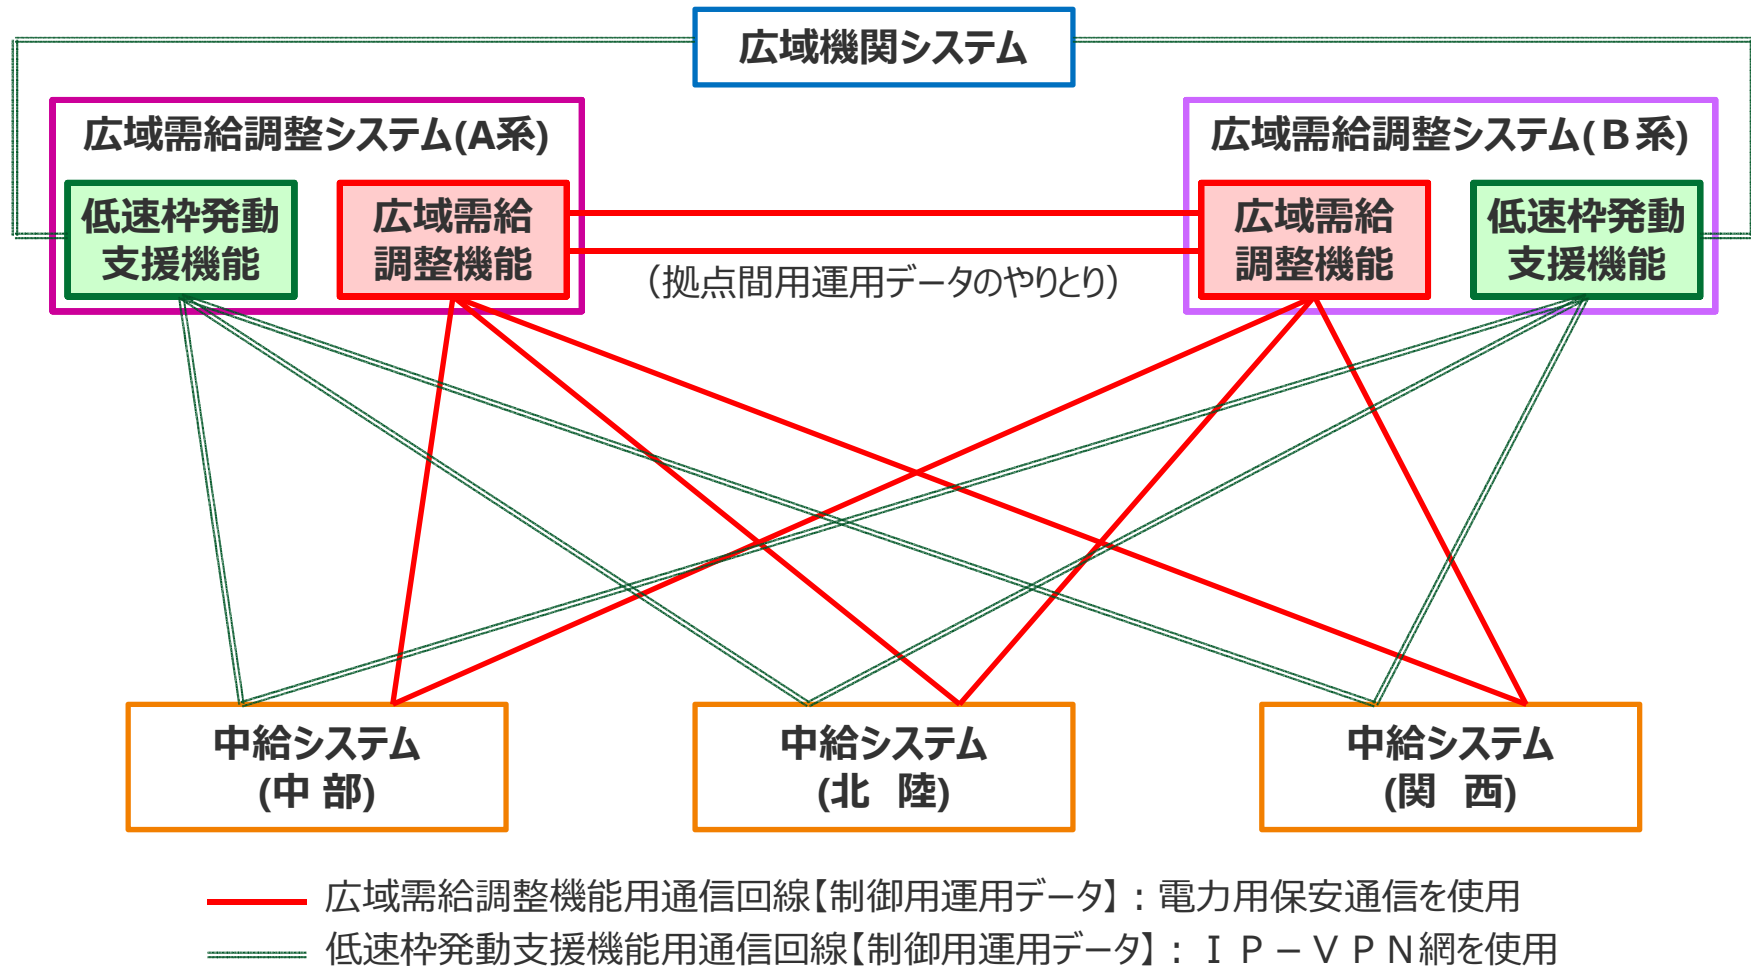 広域機関システム
広域需給調整システム(A系)
広域需給調整システム(Ｂ系)
低速枠発動
支援機能
広域需給
調整機能
広域需給
調整機能
低速枠発動
支援機能
（拠点間用運用データのやりとり）
中給システム
(中 部)
中給システム
(北　陸)
中給システム
(関　西)
広域需給調整機能用通信回線【制御用運用データ】：電力用保安通信を使用
低速枠発動支援機能用通信回線【制御用運用データ】：ＩＰ－ＶＰＮ網を使用